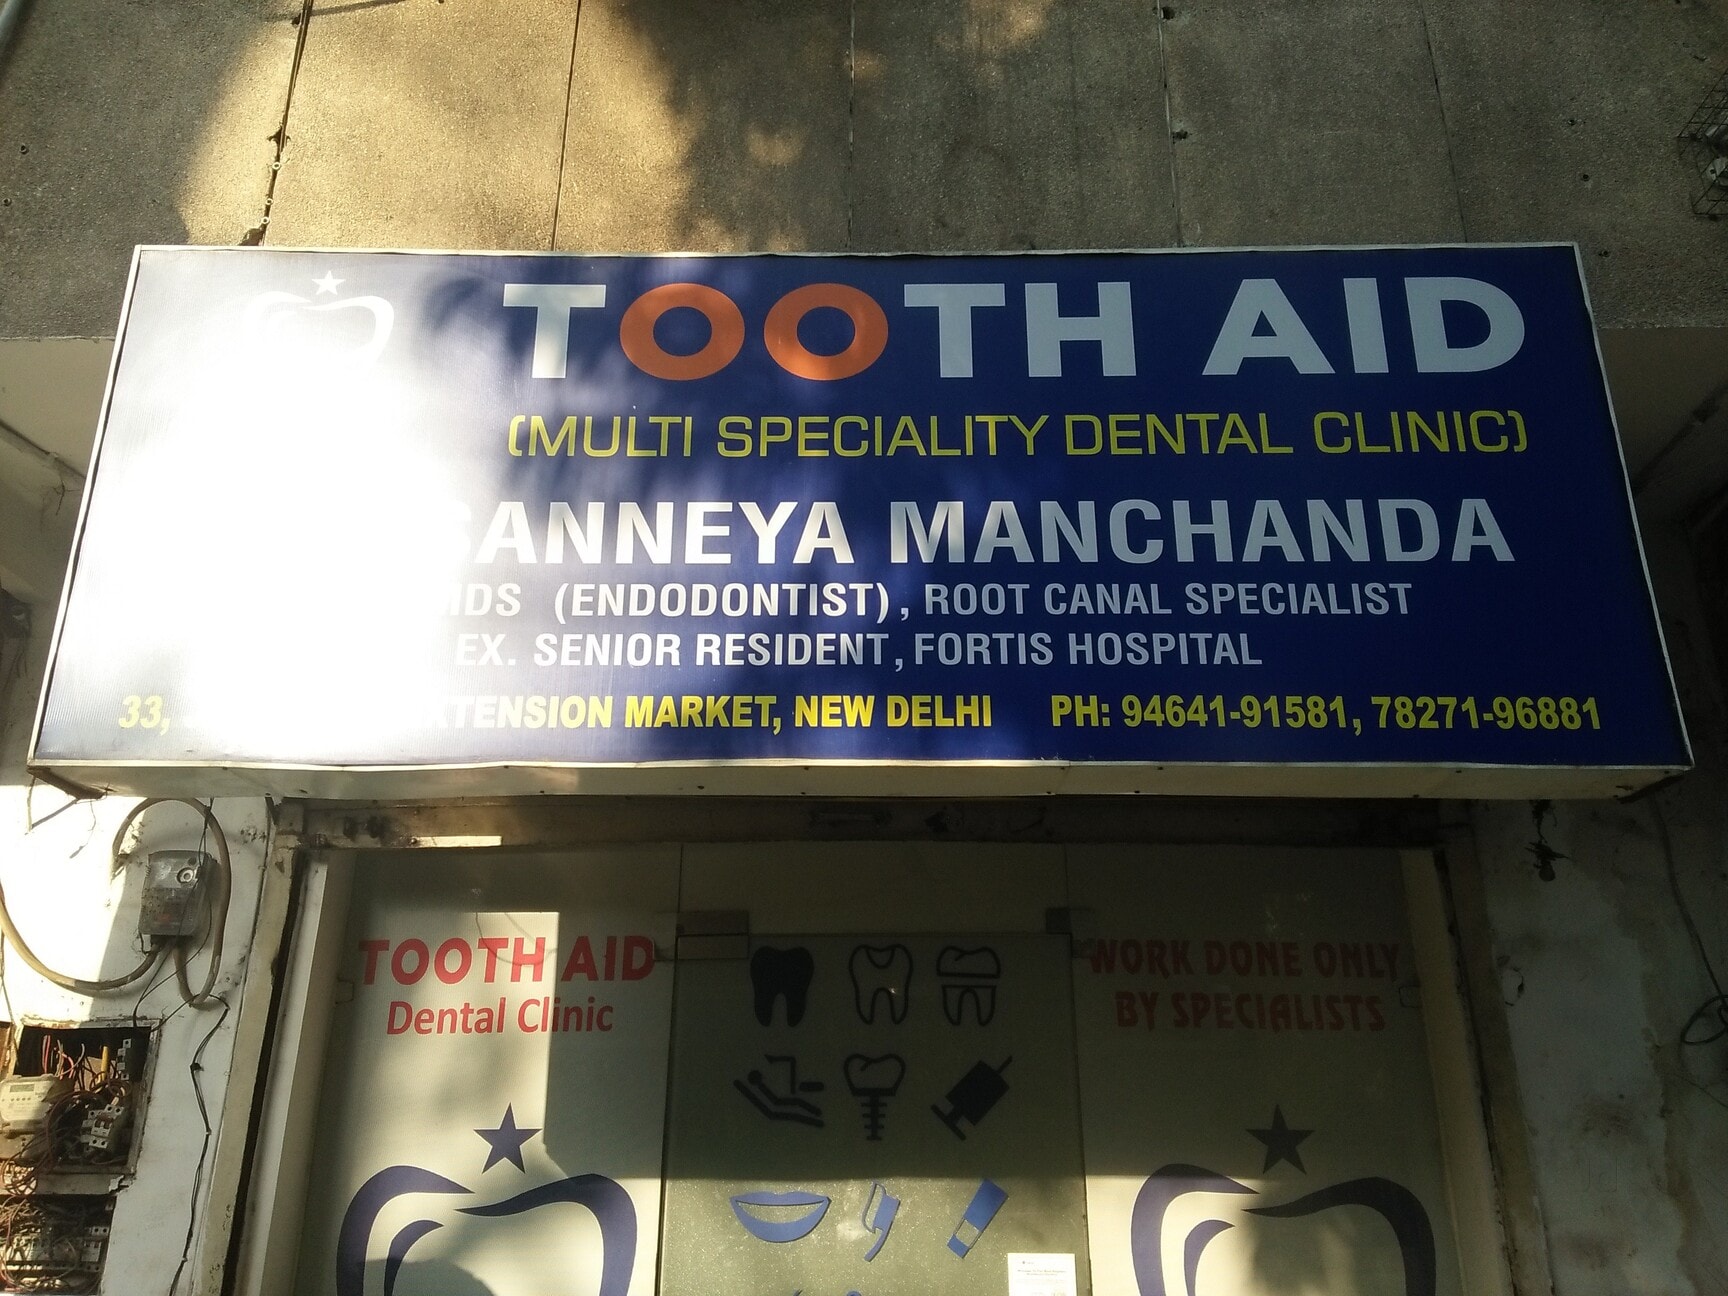 TOOTH AID
(MULTI SPECIALITY DENTAL CLINIC)
SANNEYA MANCHANDA
(ENDODONTIST), ROOT CANAL SPECIALIST
EX. SENIOR RESIDENT, FORTIS HOSPITAL
33, MARKET, NEW DELHI PH: 94641-91581, 78271-96881
TOOTH AID
Dental Clinic
WORK DONE ONLY
BY SPECIALISTS